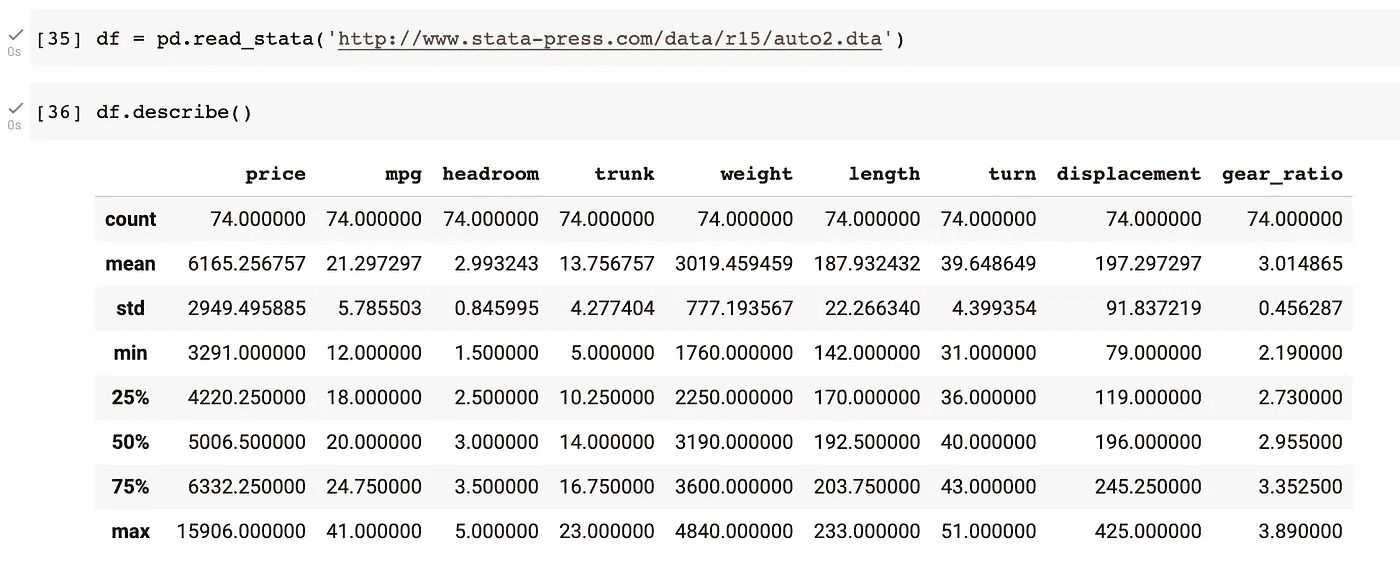 [35] df = pd.read_stata('http://www.stata-press.com/data/r15/auto2.dta')
0s
[36] df.describe()
0s
price mpg headroom trunk weight length turn displacement gear_ratio
count 74.000000 74.000000 74.000000 74.000000 74.000000 74.000000 74.000000 74.000000 74.000000
mean 6165.256757 21.297297 2.993243 13.756757 3019.459459 187.932432 39.648649 197.297297 3.014865
std 2949.495885 5.785503 0.845995 4.277404 777.193567 22.266340 4.399354 91.837219 0.456287
min 3291.000000 12.000000 1.500000 5.000000 1760.000000 142.000000 31.000000 79.000000 2.190000
25% 4220.250000 18.000000 2.500000 10.250000 2250.000000 170.000000 36.000000 119.000000 2.730000
50% 5006.500000 20.000000 3.000000 14.000000 3190.000000 192.500000 40.000000 196.000000 2.955000
75% 6332.250000 24.750000 3.500000 16.750000 3600.000000 203.750000 43.000000 245.250000 3.352500
max 15906.000000 41.000000 5.000000 23.000000 4840.000000 233.000000 51.000000 425.000000 3.890000